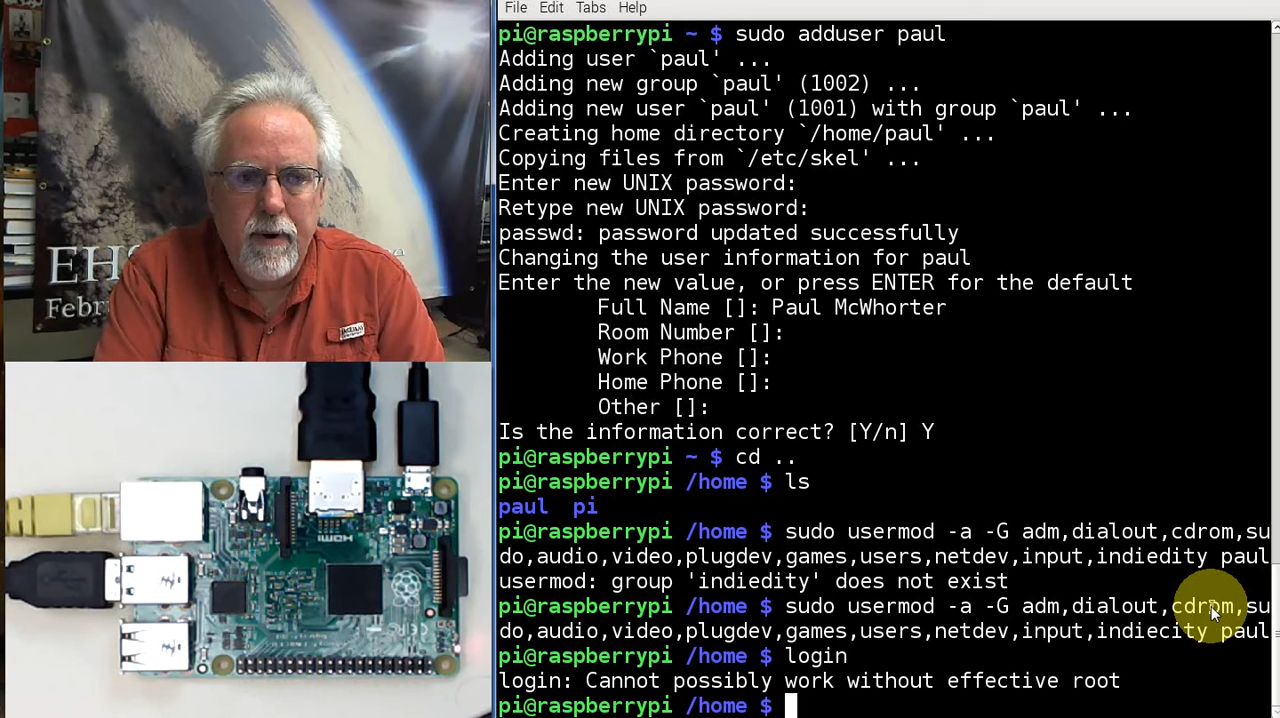 File Edit Tabs Help
pi@raspberrypi ~ $ sudo adduser paul
Adding user `paul' ...
Adding new group `paul' (1002) ...
Adding new user `paul' (1001) with group `paul' ...
Creating home directory `/home/paul' ...
Copying files from `/etc/skel' ...
Enter new UNIX password:
Retype new UNIX password:
passwd: password updated successfully
Changing the user information for paul
Enter the new value, or press ENTER for the default
Full Name []: Paul McWhorter
Room Number []:
Work Phone []:
Home Phone []:
Other []:
Is the information correct? [Y/n] Y
pi@raspberrypi ~ $ cd ..
pi@raspberrypi /home $ ls
paul pi
pi@raspberrypi /home $ sudo usermod -a -G adm,dialout,cdrom,su
do,audio,video,plugdev,games,users,netdev,input,indiedity paul
usermod: group 'indiedity' does not exist
pi@raspberrypi /home $ sudo usermod -a -G adm,dialout,cdrom,su
do,audio,video,plugdev,games,users,netdev,input,indiecity paul
pi@raspberrypi /home $ login
login: Cannot possibly work without effective root
pi@raspberrypi /home $
EHS
HDMI